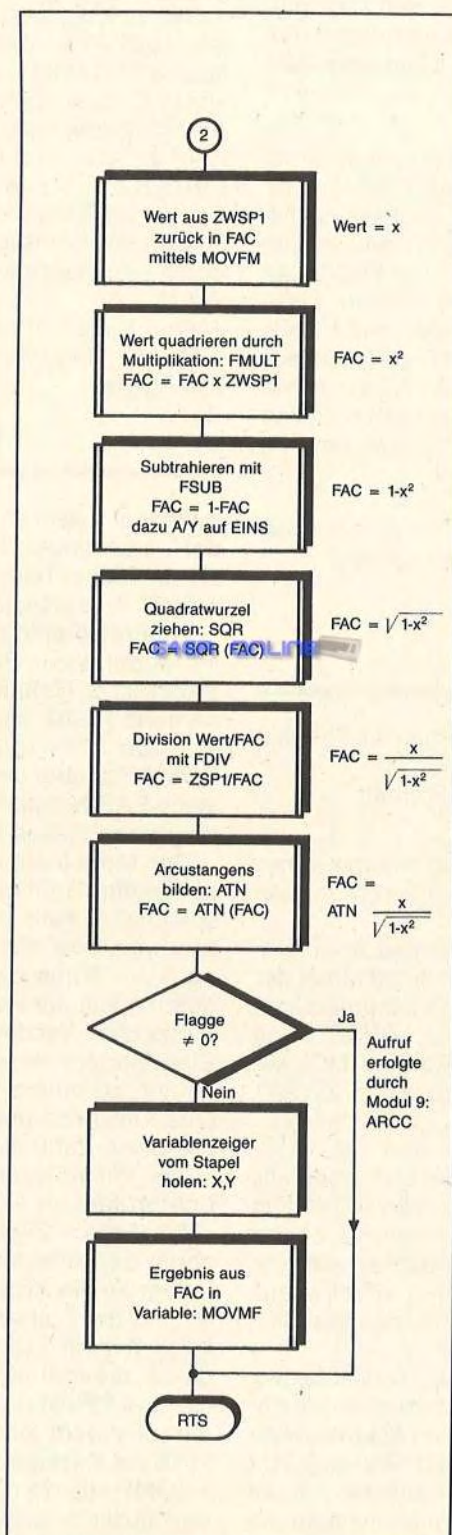 2
Wert aus ZWSP1
zurück in FAC
mittels MOVFM
Wert = x
Wert quadrieren durch
Multiplikation: FMULT
FAC = FAC x ZWSP1
FAC = x²
Subtrahieren mit
FSUB
FAC = 1-FAC
dazu A/Y auf EINS
FAC = 1-x²
Quadratwurzel
ziehen: SQR
FAC = SQR (FAC)
FAC = √1-x²
64ER ONLINE
Division Wert/FAC
mit FDIV
FAC = ZSP1/FAC
FAC = x
√1-x²
Arcustangens
bilden: ATN
FAC = ATN (FAC)
FAC =
ATN x
√1-x²
Flagge
≠ 0?
Ja
Aufruf
erfolgte
durch
Modul 9:
ARCC
Nein
Variablenzeiger
vom Stapel
holen: X,Y
Ergebnis aus
FAC in
Variable: MOVMF
RTS